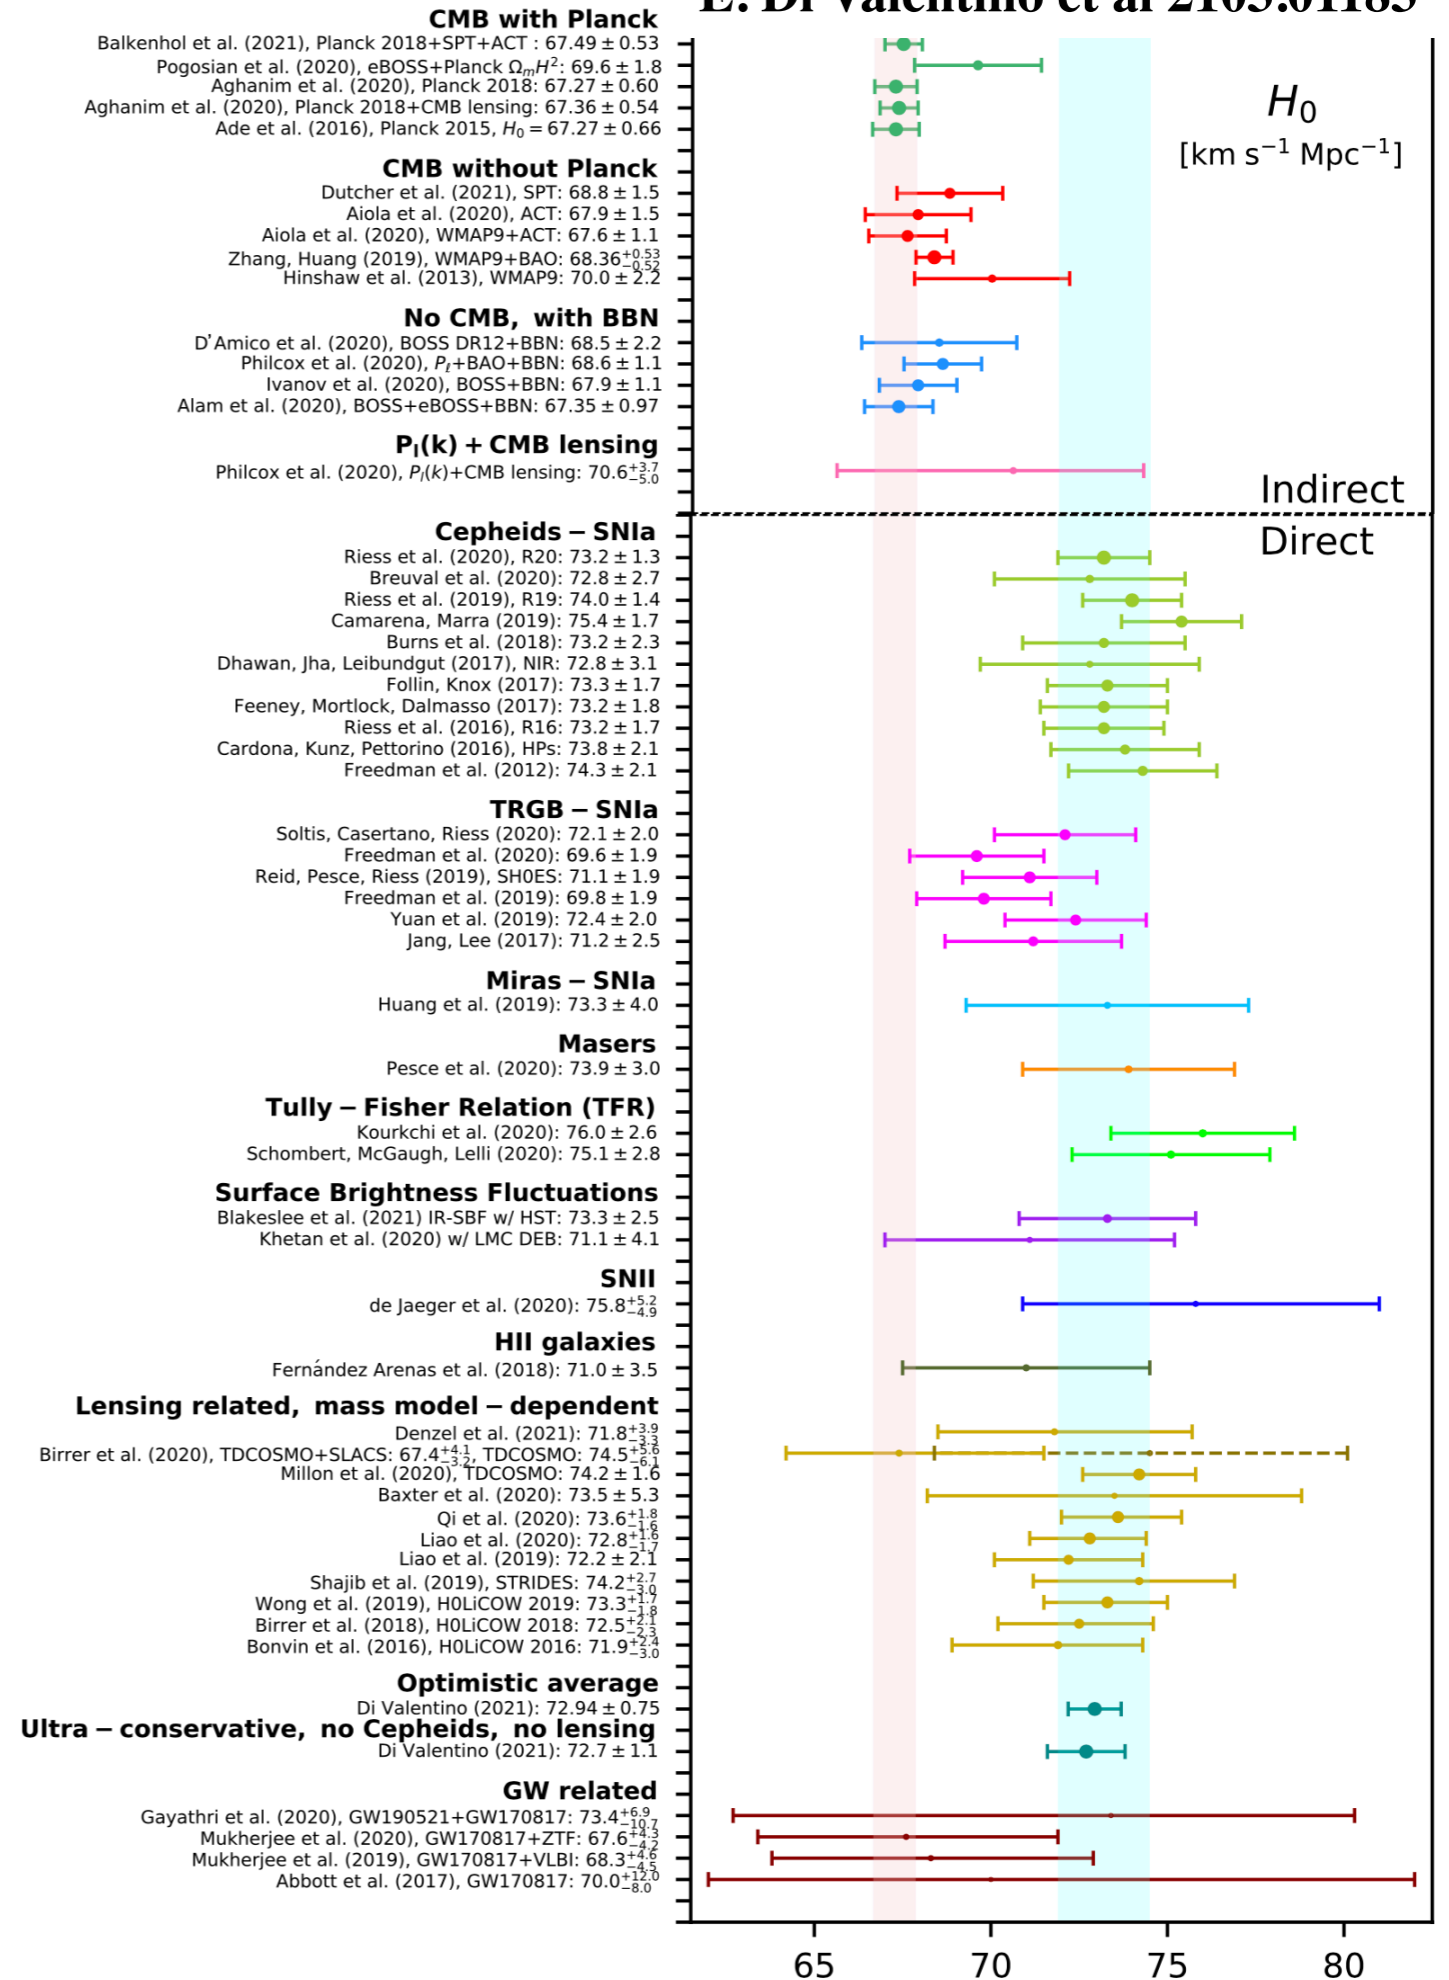 E. Di Valentino et al 2103.01183
CMB with Planck
Balkenhol et al. (2021), Planck 2018+SPT+ACT : 67.49 ± 0.53
Pogosian et al. (2020), eBOSS+Planck ΩₘH²: 69.6 ± 1.8
Aghanim et al. (2020), Planck 2018: 67.27 ± 0.60
Aghanim et al. (2020), Planck 2018+CMB lensing: 67.36 ± 0.54
Ade et al. (2016), Planck 2015, H₀ = 67.27 ± 0.66
H₀
[km s⁻¹ Mpc⁻¹]
CMB without Planck
Dutcher et al. (2021), SPT: 68.8 ± 1.5
Aiola et al. (2020), ACT: 67.9 ± 1.5
Aiola et al. (2020), WMAP9+ACT: 67.6 ± 1.1
Zhang, Huang (2019), WMAP9+BAO: 68.36 +0.53 −0.52
Hinshaw et al. (2013), WMAP9: 70.0 ± 2.2
No CMB, with BBN
D'Amico et al. (2020), BOSS DR12+BBN: 68.5 ± 2.2
Philcox et al. (2020), Pℓ+BAO+BBN: 68.6 ± 1.1
Ivanov et al. (2020), BOSS+BBN: 67.9 ± 1.1
Alam et al. (2020), BOSS+eBOSS+BBN: 67.35 ± 0.97
Pₗ(k) + CMB lensing
Philcox et al. (2020), Pₗ(k)+CMB lensing: 70.6 +3.7 −5.0
Indirect
Direct
Cepheids − SNIa
Riess et al. (2020), R20: 73.2 ± 1.3
Breuval et al. (2020): 72.8 ± 2.7
Riess et al. (2019), R19: 74.0 ± 1.4
Camarena, Marra (2019): 75.4 ± 1.7
Burns et al. (2018): 73.2 ± 2.3
Dhawan, Jha, Leibundgut (2017), NIR: 72.8 ± 3.1
Follin, Knox (2017): 73.3 ± 1.7
Feeney, Mortlock, Dalmasso (2017): 73.2 ± 1.8
Riess et al. (2016), R16: 73.2 ± 1.7
Cardona, Kunz, Pettorino (2016), HPs: 73.8 ± 2.1
Freedman et al. (2012): 74.3 ± 2.1
TRGB − SNIa
Soltis, Casertano, Riess (2020): 72.1 ± 2.0
Freedman et al. (2020): 69.6 ± 1.9
Reid, Pesce, Riess (2019), SH0ES: 71.1 ± 1.9
Freedman et al. (2019): 69.8 ± 1.9
Yuan et al. (2019): 72.4 ± 2.0
Jang, Lee (2017): 71.2 ± 2.5
Miras − SNIa
Huang et al. (2019): 73.3 ± 4.0
Masers
Pesce et al. (2020): 73.9 ± 3.0
Tully − Fisher Relation (TFR)
Kourkchi et al. (2020): 76.0 ± 2.6
Schombert, McGaugh, Lelli (2020): 75.1 ± 2.8
Surface Brightness Fluctuations
Blakeslee et al. (2021) IR-SBF w/ HST: 73.3 ± 2.5
Khetan et al. (2020) w/ LMC DEB: 71.1 ± 4.1
SNII
de Jaeger et al. (2020): 75.8 +5.2 −4.9
HII galaxies
Fernández Arenas et al. (2018): 71.0 ± 3.5
Lensing related, mass model − dependent
Denzel et al. (2021): 71.8 +3.9 −3.3
Birrer et al. (2020), TDCOSMO+SLACS: 67.4 +4.1 −3.2, TDCOSMO: 74.5 +5.6 −6.1
Millon et al. (2020), TDCOSMO: 74.2 ± 1.6
Baxter et al. (2020): 73.5 ± 5.3
Qi et al. (2020): 73.6 +1.8 −1.6
Liao et al. (2020): 72.8 +1.6 −1.7
Liao et al. (2019): 72.2 ± 2.1
Shajib et al. (2019), STRIDES: 74.2 +2.7 −3.0
Wong et al. (2019), H0LiCOW 2019: 73.3 +1.7 −1.8
Birrer et al. (2018), H0LiCOW 2018: 72.5 +2.1 −2.3
Bonvin et al. (2016), H0LiCOW 2016: 71.9 +2.4 −3.0
Optimistic average
Di Valentino (2021): 72.94 ± 0.75
Ultra − conservative, no Cepheids, no lensing
Di Valentino (2021): 72.7 ± 1.1
GW related
Gayathri et al. (2020), GW190521+GW170817: 73.4 +6.9 −10.7
Mukherjee et al. (2020), GW170817+ZTF: 67.6 +4.3 −4.2
Mukherjee et al. (2019), GW170817+VLBI: 68.3 +4.6 −4.5
Abbott et al. (2017), GW170817: 70.0 +12.0 −8.0
65 70 75 80